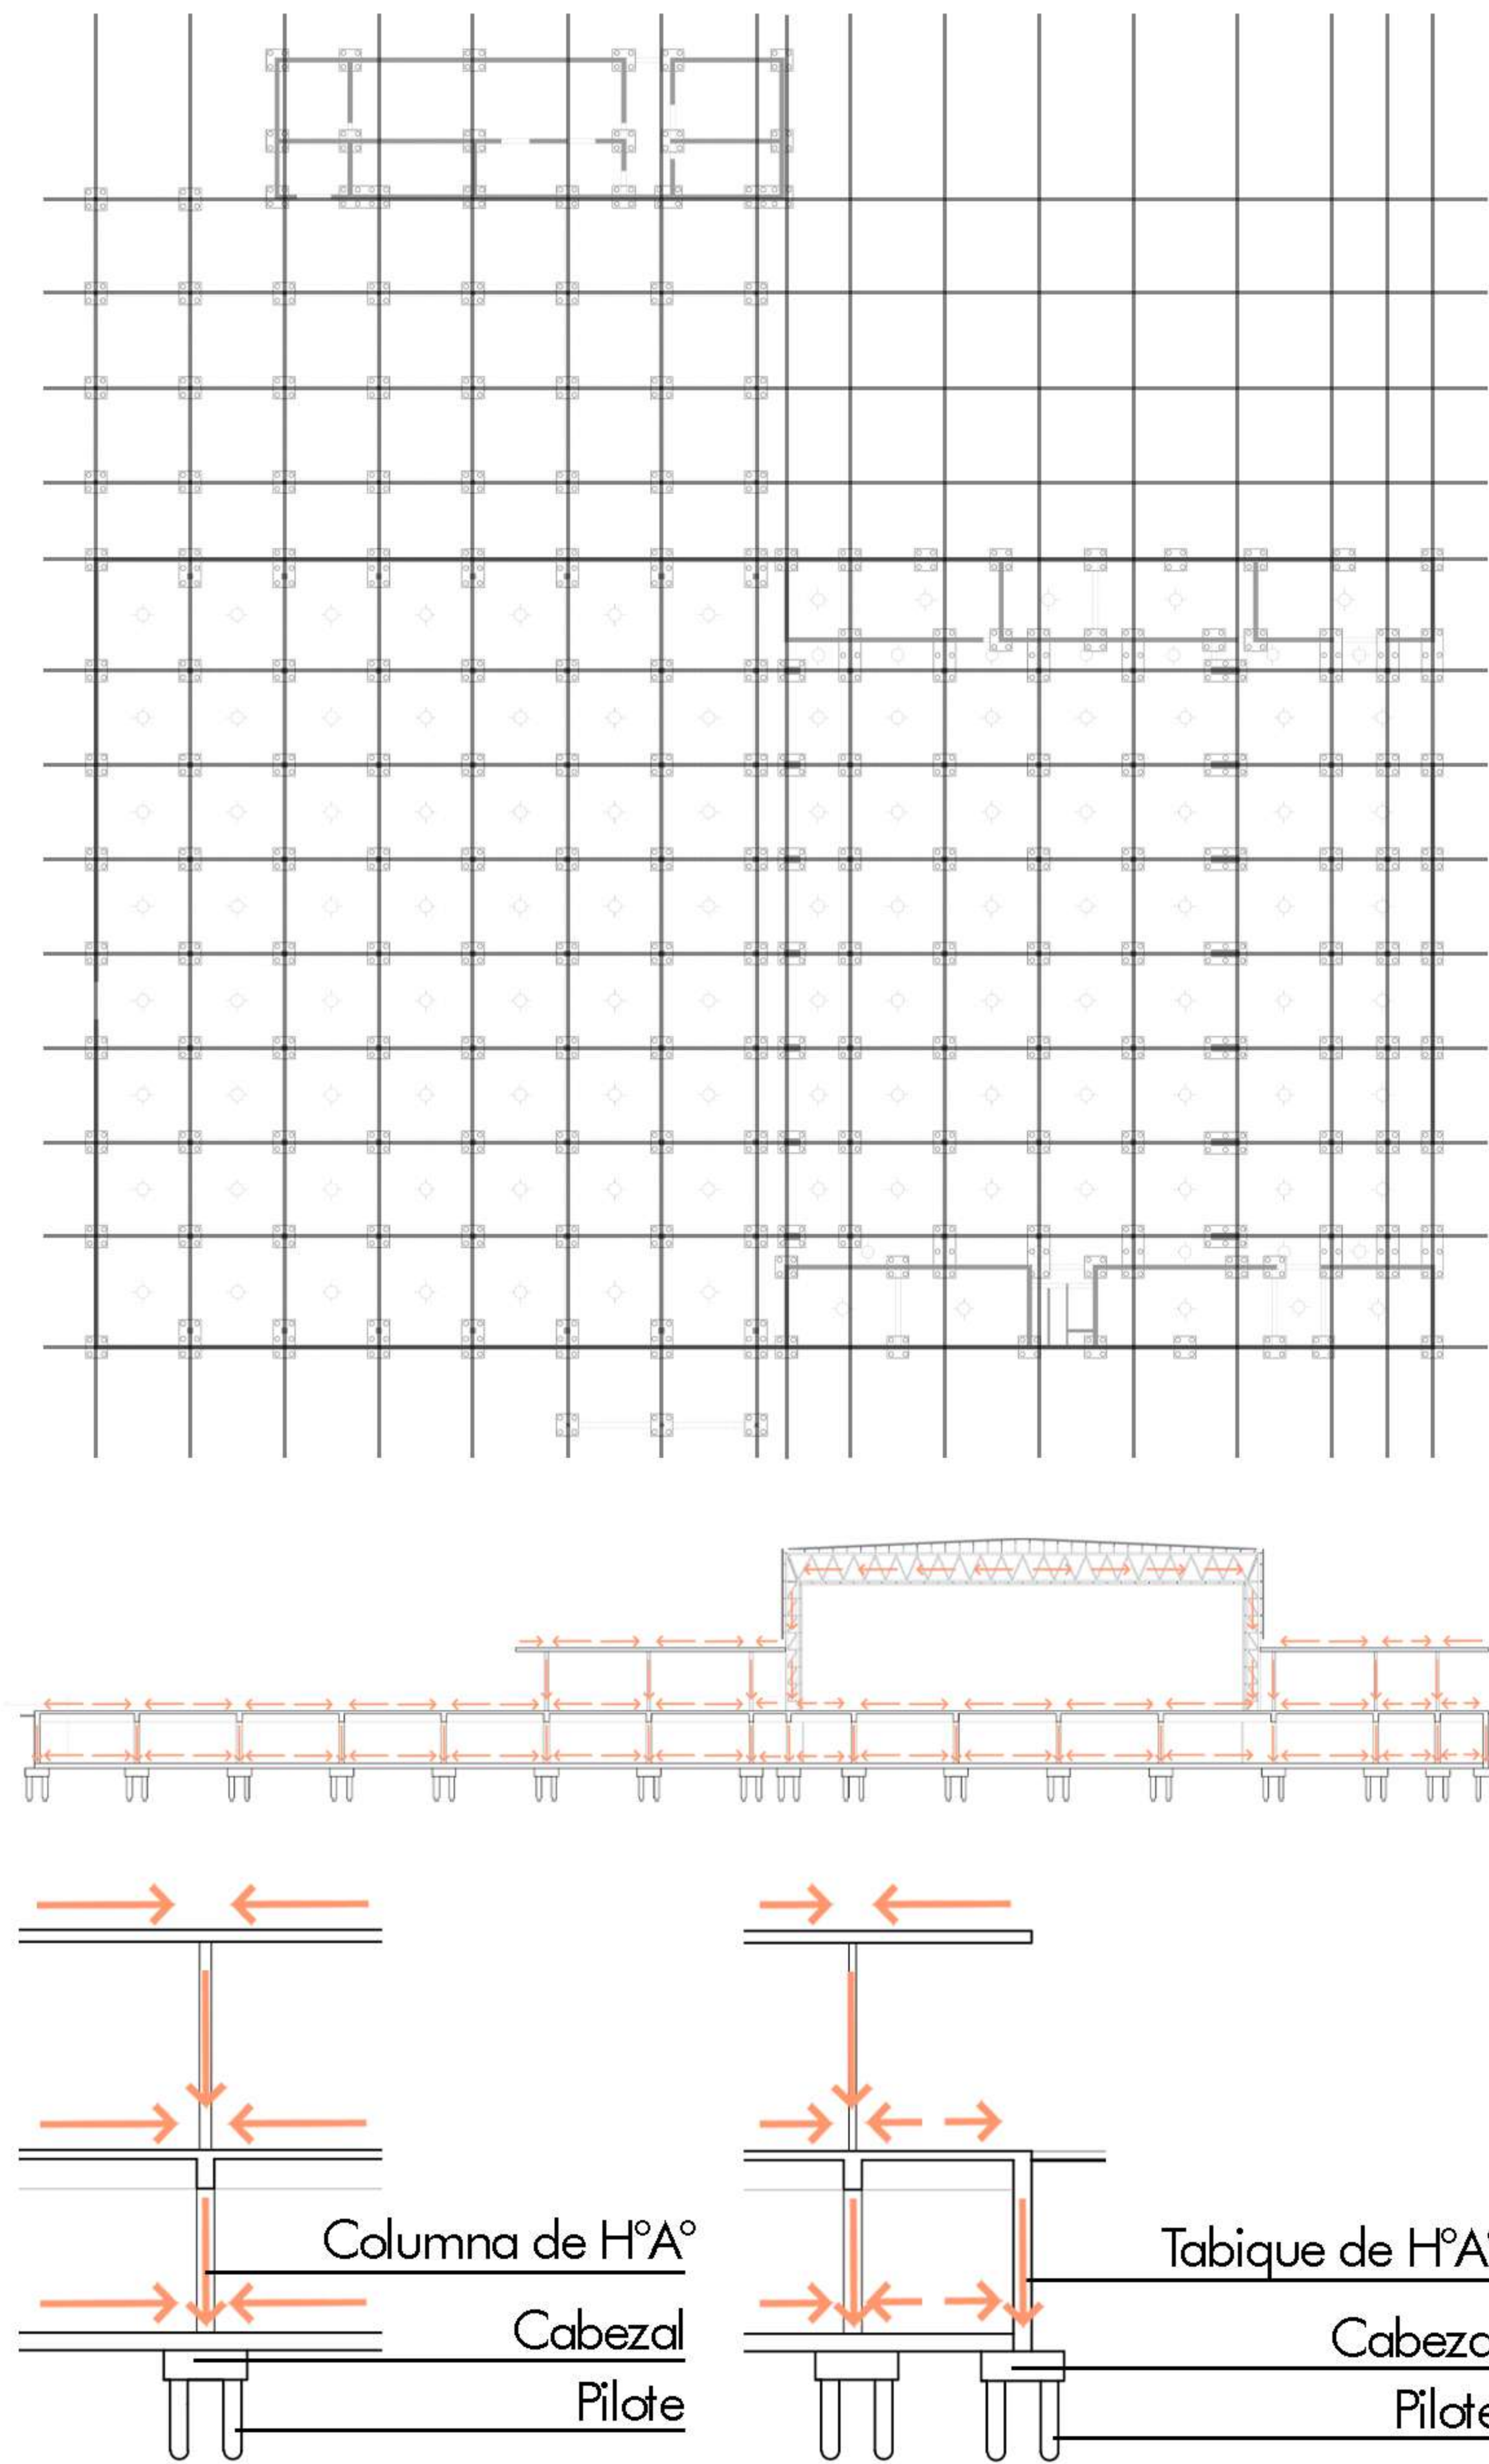 Columna de H°A°
Cabezal
Pilote
Tabique de H°A°
Cabeza
Pilote